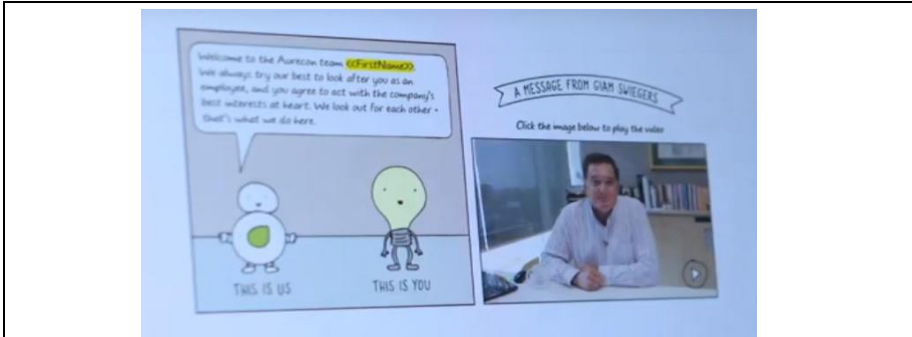 Welcome to the Aurecon team <<FirstName>>.
We always try our best to look after you as an
employee, and you agree to act with the company's
best interests at heart. We look out for each other -
that's what we do here.
THIS IS US
THIS IS YOU
A MESSAGE FROM GIAM SWIEGERS
Click the image below to play the video